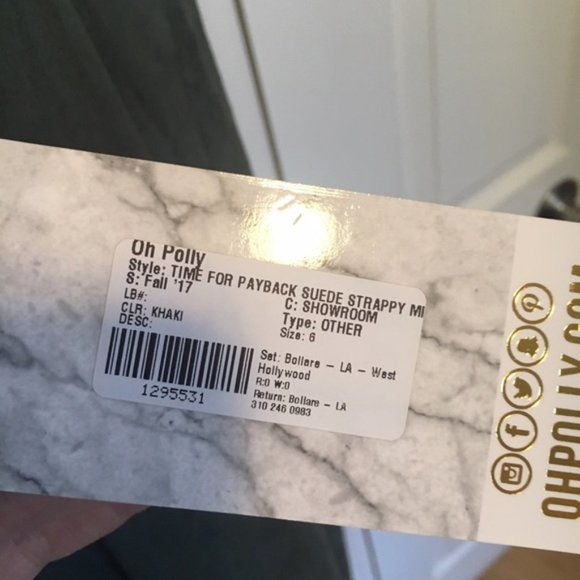 Oh Polly
Style: TIME FOR PAYBACK SUEDE STRAPPY MI
S: Fall '17
C: SHOWROOM
LB#:
Type: OTHER
CLR: KHAKI
Size: 6
DESC:
Set: Bollare - LA - West
Hollywood
R:0 W:0
Return: Bollare - LA
310 246 0983
1295531
OHPOLLY.COM